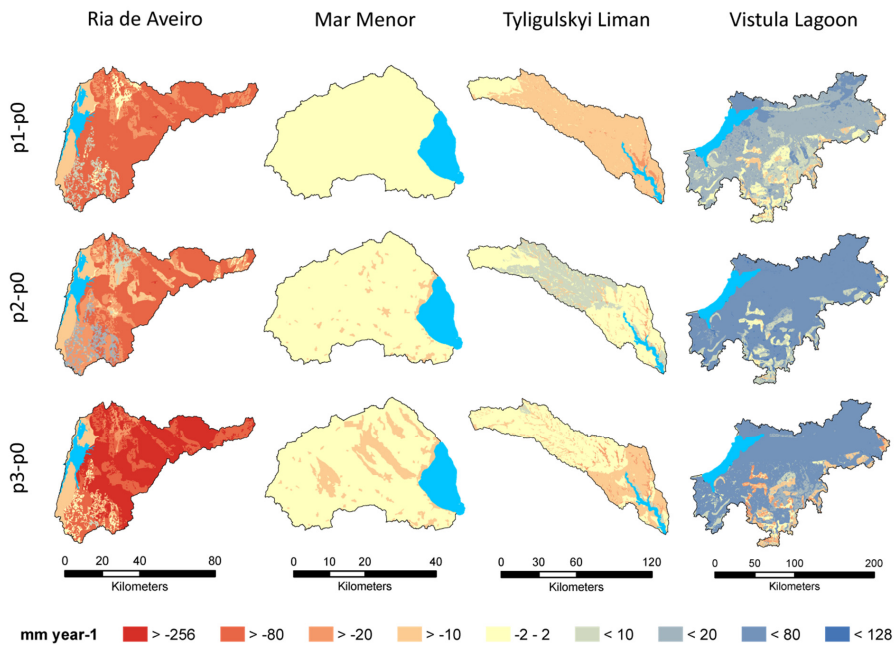 Ria de Aveiro Mar Menor Tyligulskyi Liman Vistula Lagoon
p1-p0
p2-p0
p3-p0
0 20 40 80 0 20 40 0 30 60 120 0 50 100 200
Kilometers Kilometers Kilometers Kilometers
mm year-1 > -256 > -80 > -20 > -10 -2 - 2 < 10 < 20 < 80 < 128